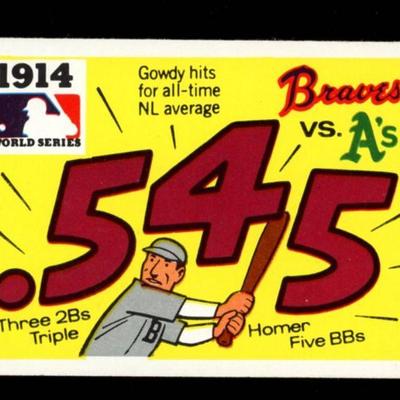 1914
WORLD SERIES
Gowdy hits
for all-time
NL average
Braves
VS. A's
.545
Three 2Bs
Triple
Homer
Five BBs
B